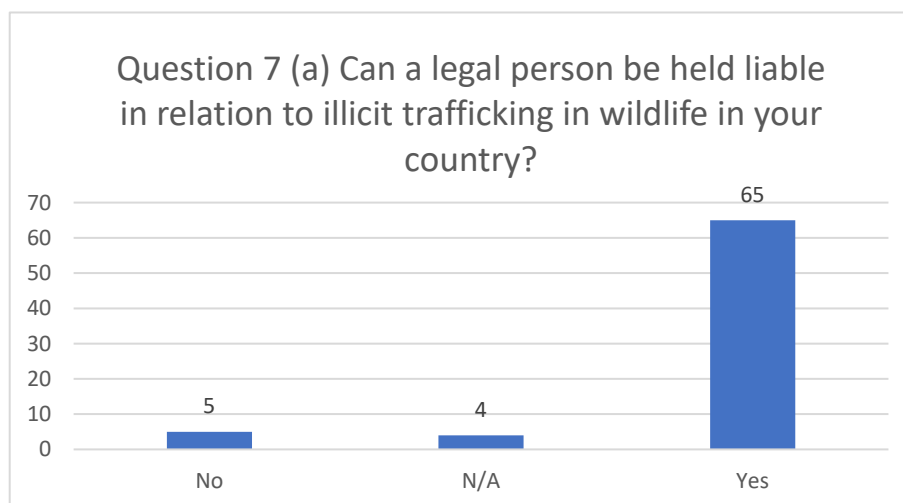 Question 7 (a) Can a legal person be held liable
in relation to illicit trafficking in wildlife in your
country?
70
60
50
40
30
20
10
0
5
4
65
No
N/A
Yes